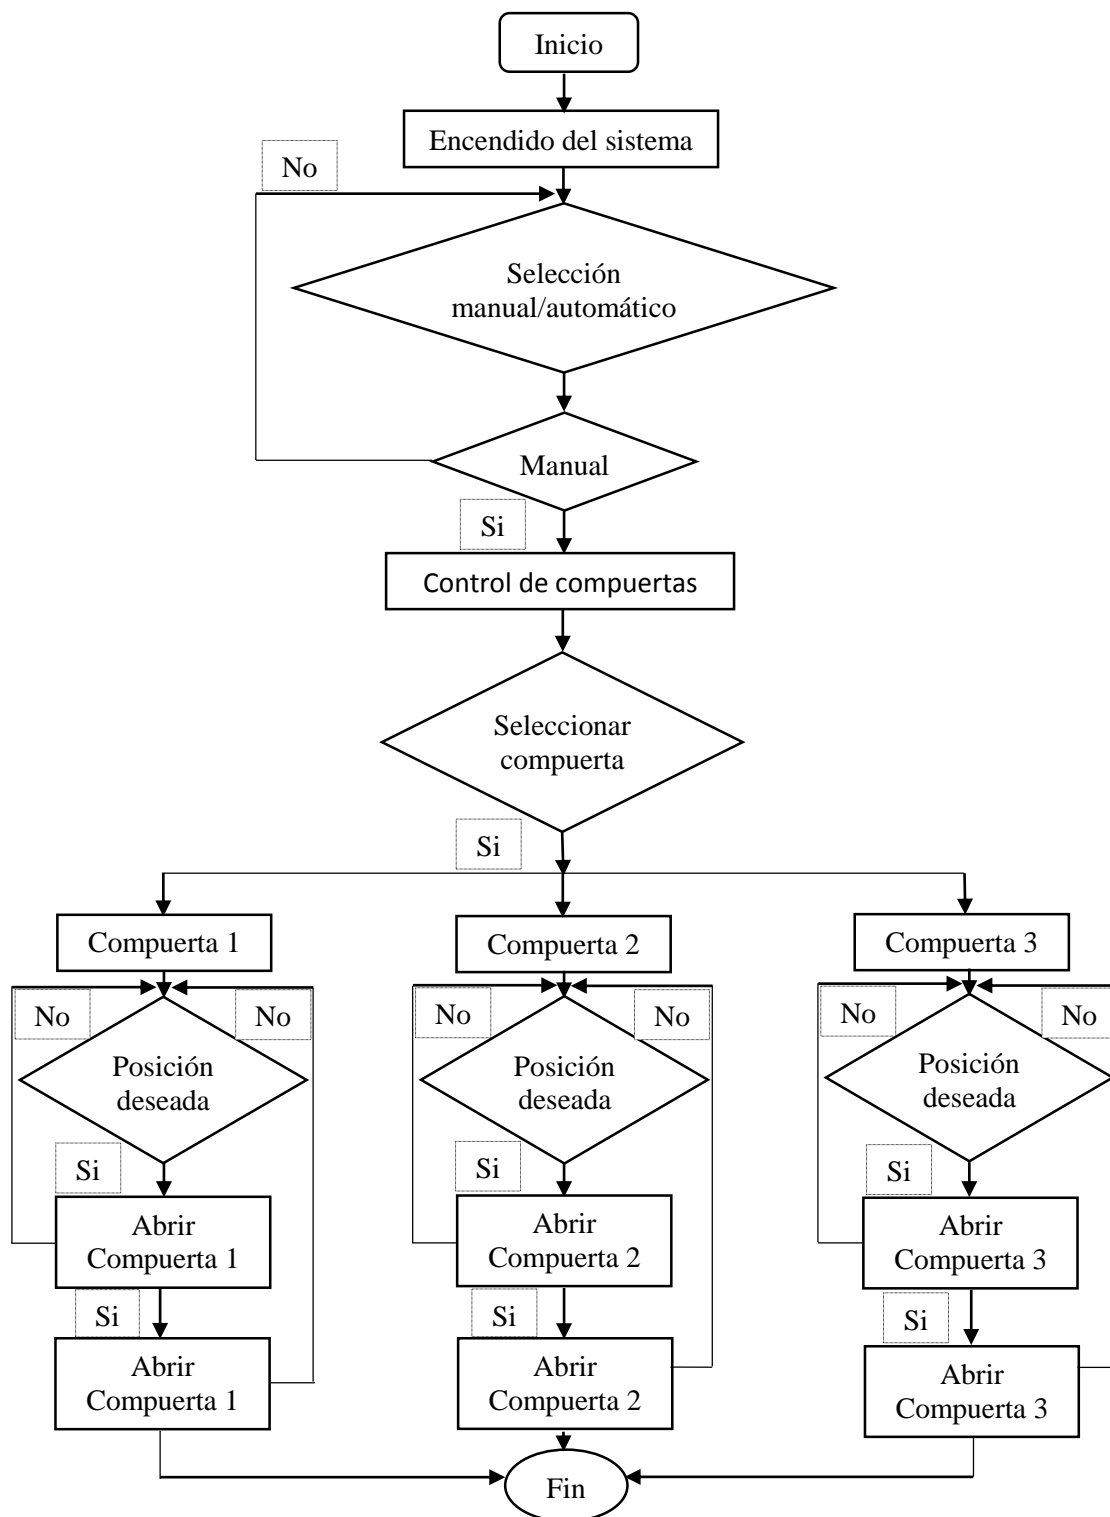 Inicio
Encendido del sistema
No
Selección
manual/automático
Manual
Si
Control de compuertas
Seleccionar
compuerta
Si
Compuerta 1
Compuerta 2
Compuerta 3
No
No
No
No
No
No
Posición
deseada
Posición
deseada
Posición
deseada
Si
Si
Si
Abrir
Compuerta 1
Abrir
Compuerta 2
Abrir
Compuerta 3
Si
Si
Si
Abrir
Compuerta 1
Abrir
Compuerta 2
Abrir
Compuerta 3
Fin